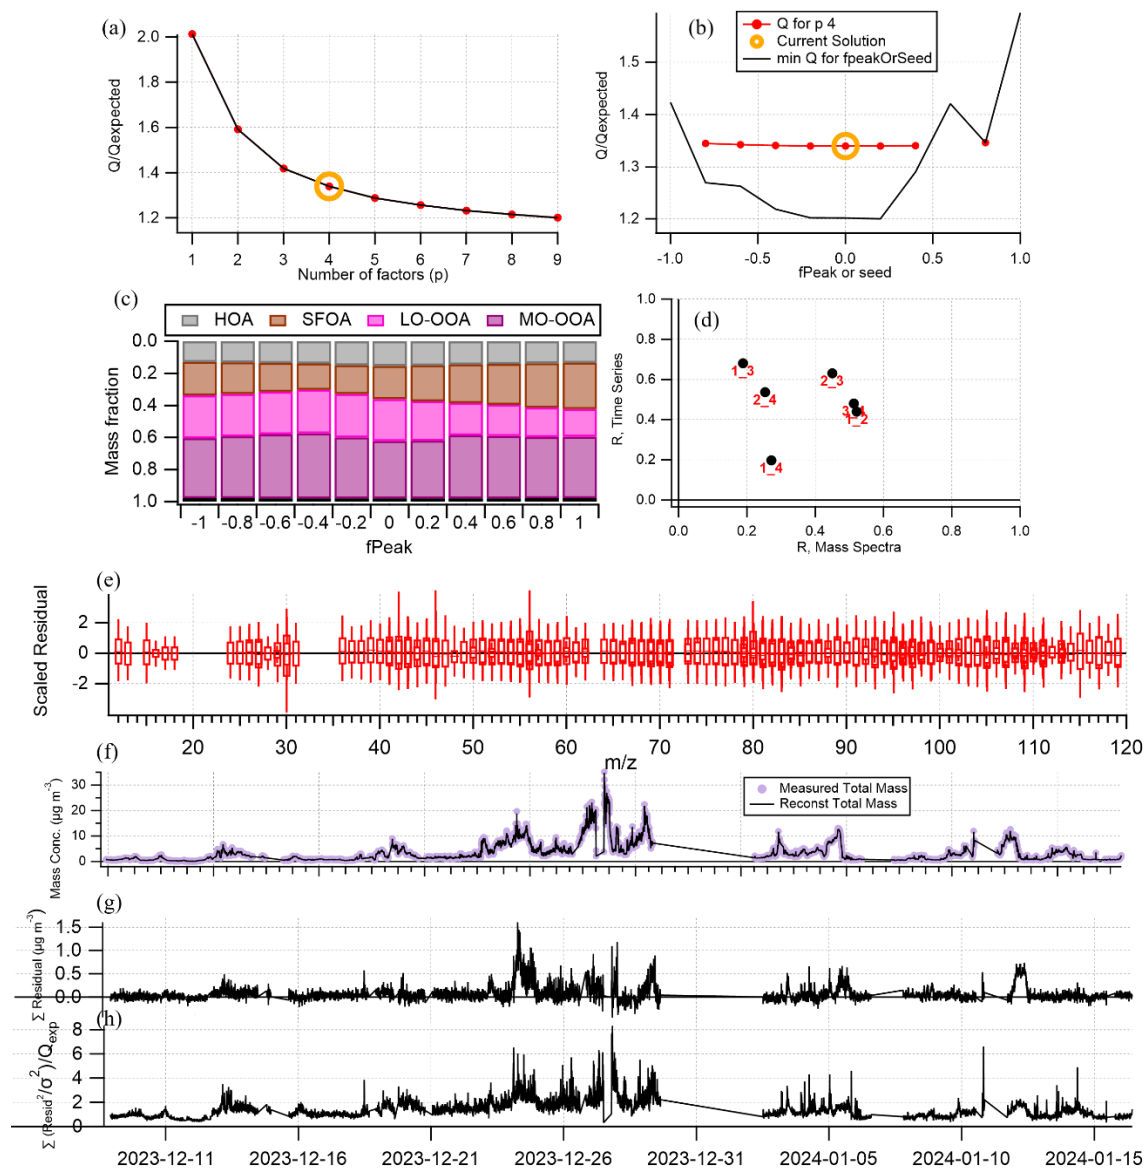 (a)
Q/Qexpected
2.0
1.8
1.6
1.4
1.2
1 2 3 4 5 6 7 8 9
Number of factors (p)
(b)
Q for p 4
Current Solution
min Q for fpeakOrSeed
Q/Qexpected
1.5
1.4
1.3
1.2
-1.0 -0.5 0.0 0.5 1.0
fPeak or seed
(c)
HOA SFOA LO-OOA MO-OOA
Mass fraction
0.0
0.2
0.4
0.6
0.8
1.0
-1 -0.8 -0.6 -0.4 -0.2 0 0.2 0.4 0.6 0.8 1
fPeak
(d)
R, Time Series
1.0
0.8
0.6
0.4
0.2
0.0
1_3
2_3
2_4
1_2
1_4
0.0 0.2 0.4 0.6 0.8 1.0
R, Mass Spectra
(e)
Scaled Residual
2
0
-2
20 30 40 50 60 70 80 90 100 110 120
m/z
(f)
Mass Conc. (µg m⁻³)
30
20
10
0
Measured Total Mass
Reconst Total Mass
(g)
Σ Residual (µg m⁻³)
1.5
1.0
0.5
0.0
(h)
Σ (Resid²/σ²)/Q_exp
8
6
4
2
0
2023-12-11 2023-12-16 2023-12-21 2023-12-26 2023-12-31 2024-01-05 2024-01-10 2024-01-15